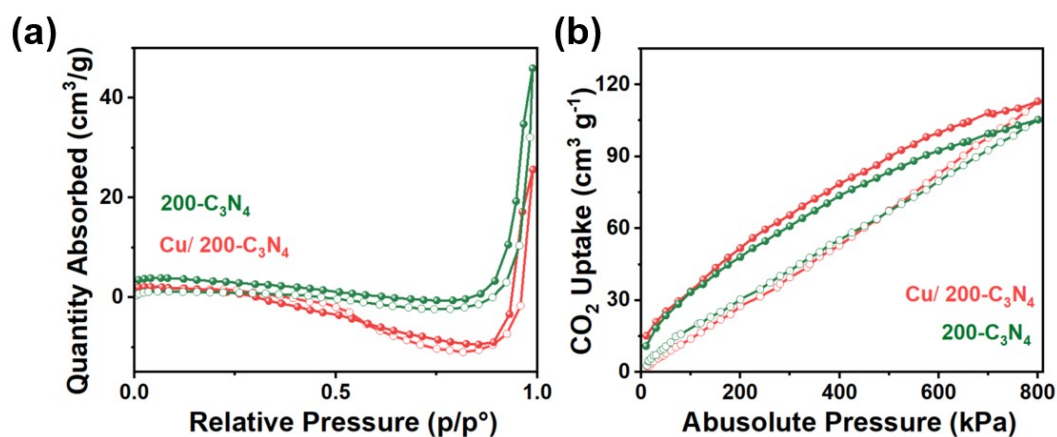 (a)
Quantity Absorbed (cm³/g)
40
20
0
200-C₃N₄
Cu/ 200-C₃N₄
0.0
0.5
1.0
Relative Pressure (p/p°)
(b)
CO₂ Uptake (cm³ g⁻¹)
120
90
60
30
0
Cu/ 200-C₃N₄
200-C₃N₄
0
200
400
600
800
Abusolute Pressure (kPa)